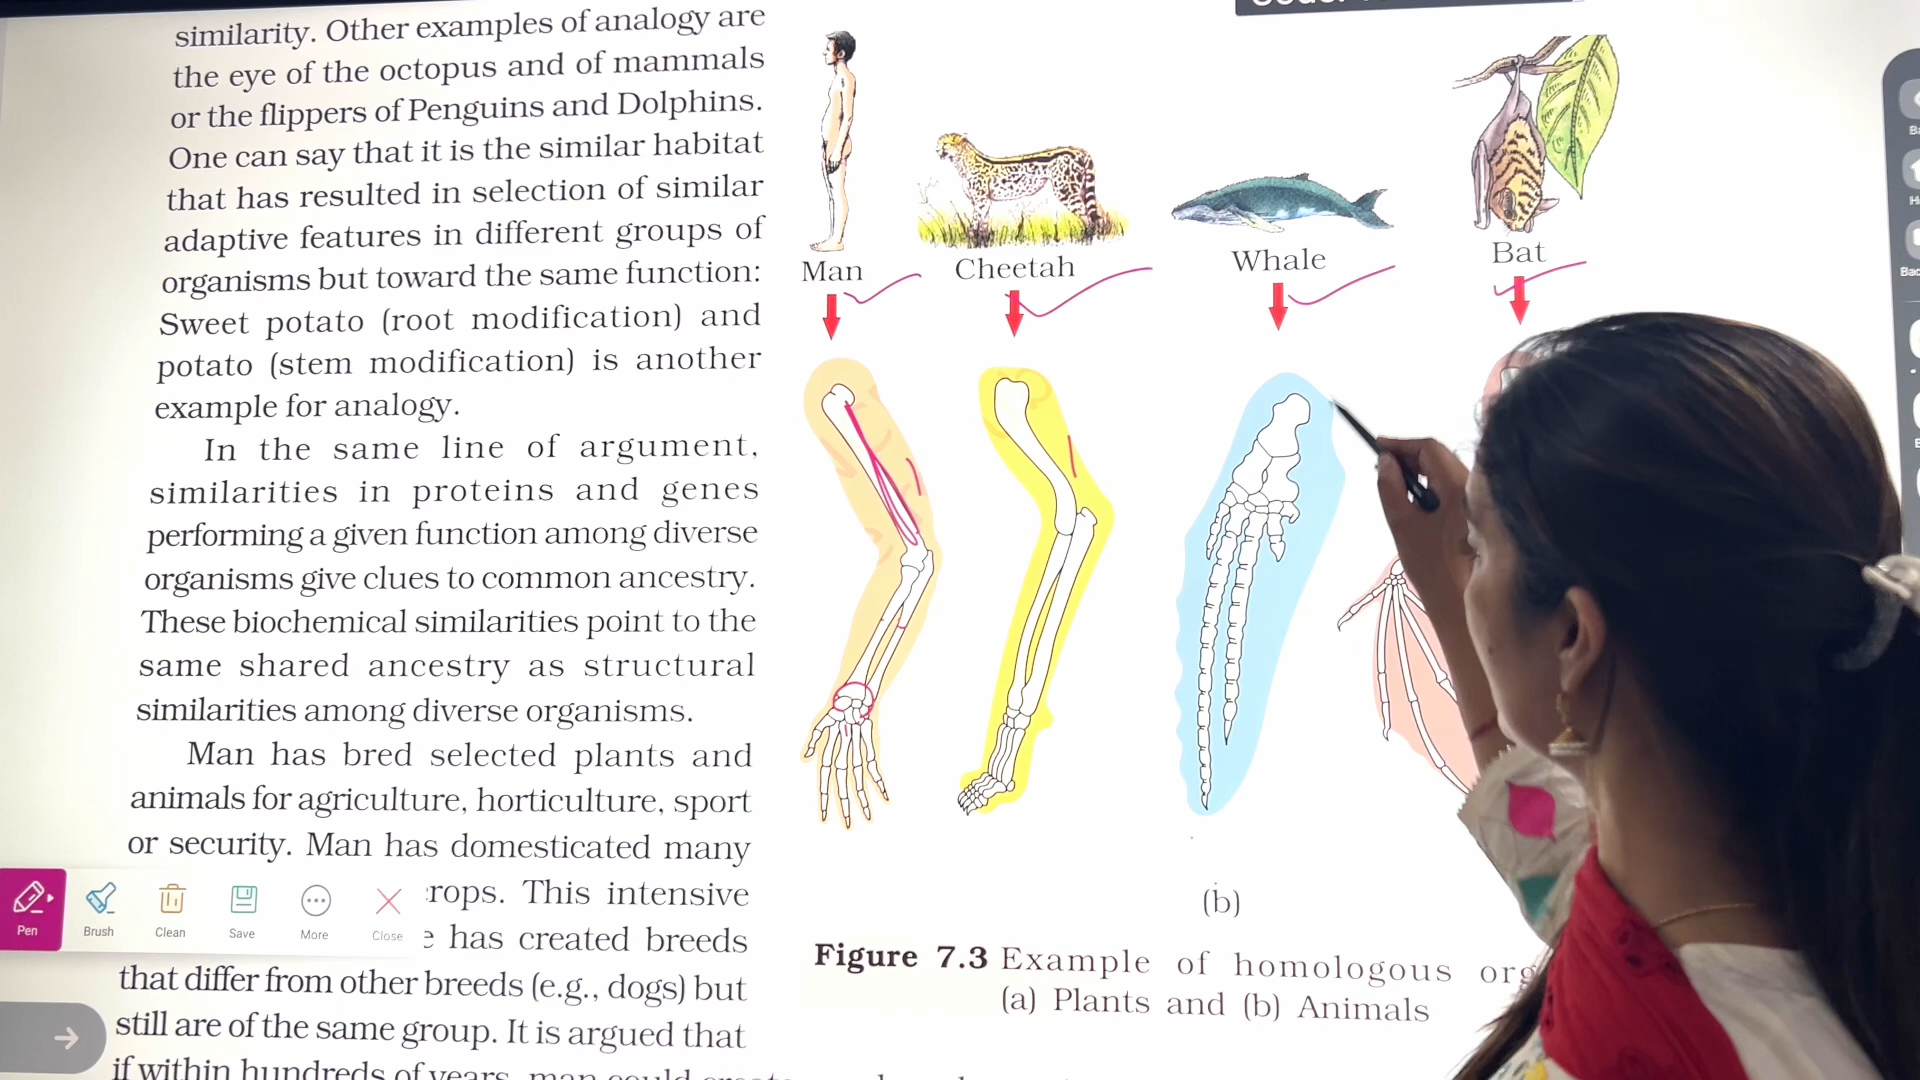 similarity. Other examples of analogy are
the eye of the octopus and of mammals
or the flippers of Penguins and Dolphins.
One can say that it is the similar habitat
that has resulted in selection of similar
adaptive features in different groups of
organisms but toward the same function:
Sweet potato (root modification) and
potato (stem modification) is another
example for analogy.
In the same line of argument,
similarities in proteins and genes
performing a given function among diverse
organisms give clues to common ancestry.
These biochemical similarities point to the
same shared ancestry as structural
similarities among diverse organisms.
Man has bred selected plants and
animals for agriculture, horticulture, sport
or security. Man has domesticated many
rops. This intensive
has created breeds
that differ from other breeds (e.g., dogs) but
still are of the same group. It is argued that
if within hundreds of years, man could
Man
Cheetah
Whale
Bat
(b)
Figure 7.3 Example of homologous
(a) Plants and (b) Animals
Pen
Brush
Clean
Save
More
Close